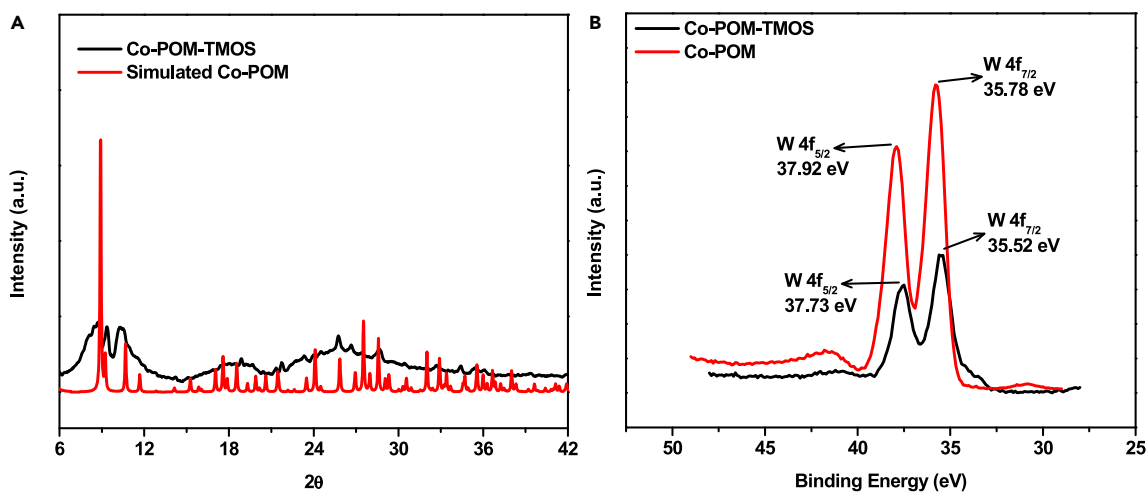 A
Co-POM-TMOS
Simulated Co-POM
Intensity (a.u.)
6 12 18 24 30 36 42
2θ
B
Co-POM-TMOS
Co-POM
W 4f7/2
35.78 eV
W 4f5/2
37.92 eV
W 4f7/2
35.52 eV
W 4f5/2
37.73 eV
Intensity (a.u.)
50 45 40 35 30 25
Binding Energy (eV)